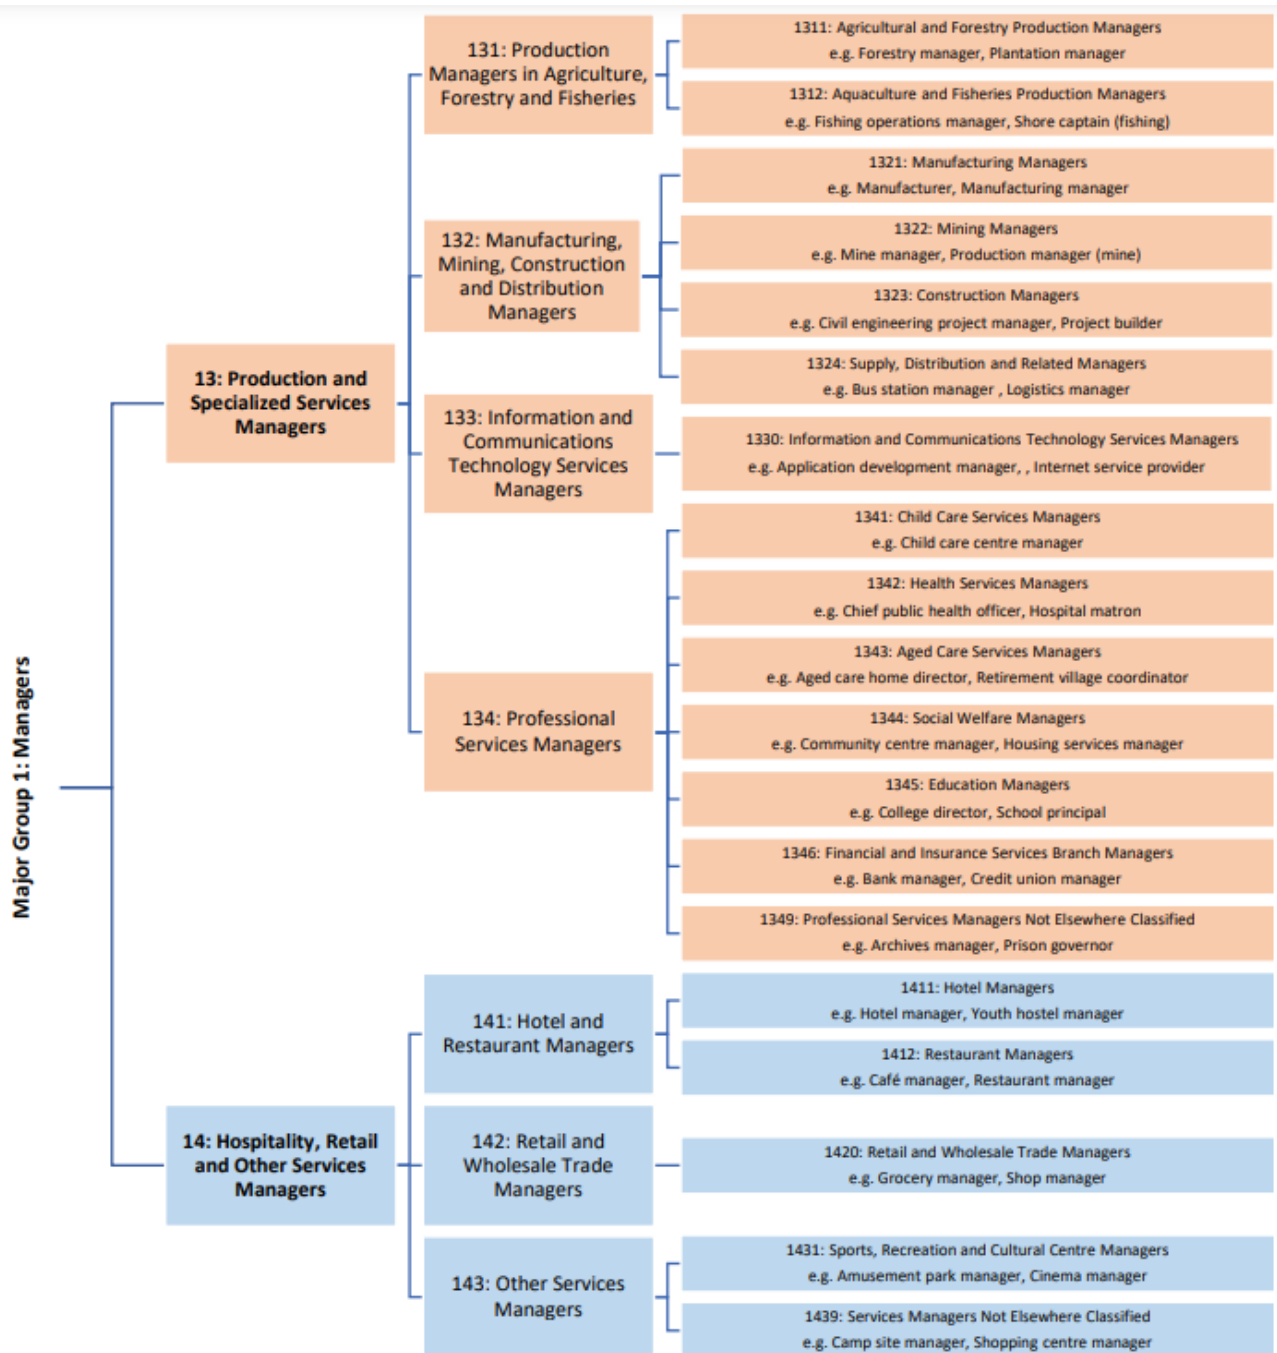 Major Group 1: Managers
13: Production and
Specialized Services
Managers
131: Production
Managers in Agriculture,
Forestry and Fisheries
1311: Agricultural and Forestry Production Managers
e.g. Forestry manager, Plantation manager
1312: Aquaculture and Fisheries Production Managers
e.g. Fishing operations manager, Shore captain (fishing)
132: Manufacturing,
Mining, Construction
and Distribution
Managers
1321: Manufacturing Managers
e.g. Manufacturer, Manufacturing manager
1322: Mining Managers
e.g. Mine manager, Production manager (mine)
1323: Construction Managers
e.g. Civil engineering project manager, Project builder
1324: Supply, Distribution and Related Managers
e.g. Bus station manager , Logistics manager
133: Information and
Communications
Technology Services
Managers
1330: Information and Communications Technology Services Managers
e.g. Application development manager, , Internet service provider
134: Professional
Services Managers
1341: Child Care Services Managers
e.g. Child care centre manager
1342: Health Services Managers
e.g. Chief public health officer, Hospital matron
1343: Aged Care Services Managers
e.g. Aged care home director, Retirement village coordinator
1344: Social Welfare Managers
e.g. Community centre manager, Housing services manager
1345: Education Managers
e.g. College director, School principal
1346: Financial and Insurance Services Branch Managers
e.g. Bank manager, Credit union manager
1349: Professional Services Managers Not Elsewhere Classified
e.g. Archives manager, Prison governor
14: Hospitality, Retail
and Other Services
Managers
141: Hotel and
Restaurant Managers
1411: Hotel Managers
e.g. Hotel manager, Youth hostel manager
1412: Restaurant Managers
e.g. Café manager, Restaurant manager
142: Retail and
Wholesale Trade
Managers
1420: Retail and Wholesale Trade Managers
e.g. Grocery manager, Shop manager
143: Other Services
Managers
1431: Sports, Recreation and Cultural Centre Managers
e.g. Amusement park manager, Cinema manager
1439: Services Managers Not Elsewhere Classified
e.g. Camp site manager, Shopping centre manager